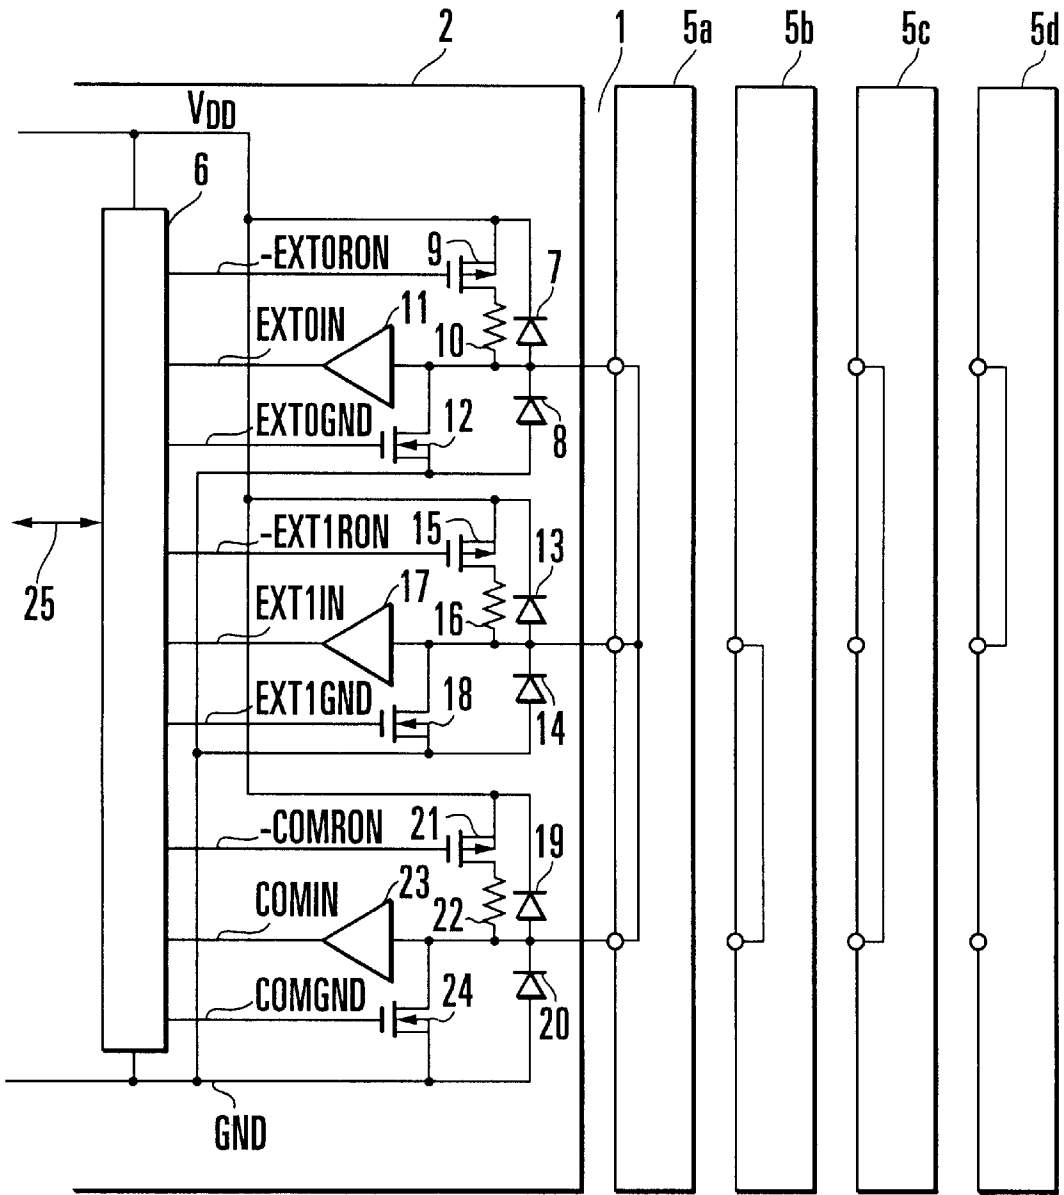 2
1
5a
5b
5c
5d
VDD
6
-EXT0RON
9
7
EXT0IN
11
10
EXT0GND
12
8
-EXT1RON
15
13
25
EXT1IN
17
16
EXT1GND
18
14
-COMRON
21
19
COMIN
23
22
COMGND
24
20
GND